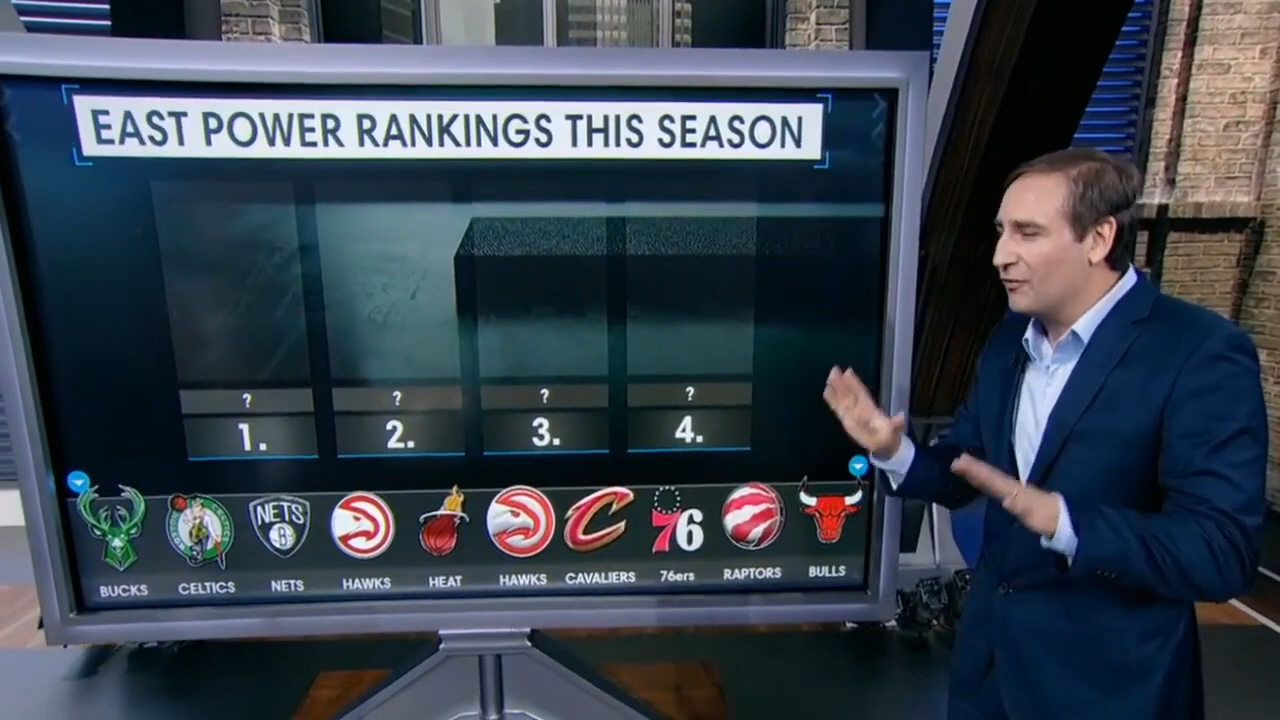 EAST POWER RANKINGS THIS SEASON
? ? ? ?
1. 2. 3. 4.
NETS
B
76
BUCKS CELTICS NETS HAWKS HEAT HAWKS CAVALIERS 76ers RAPTORS BULLS